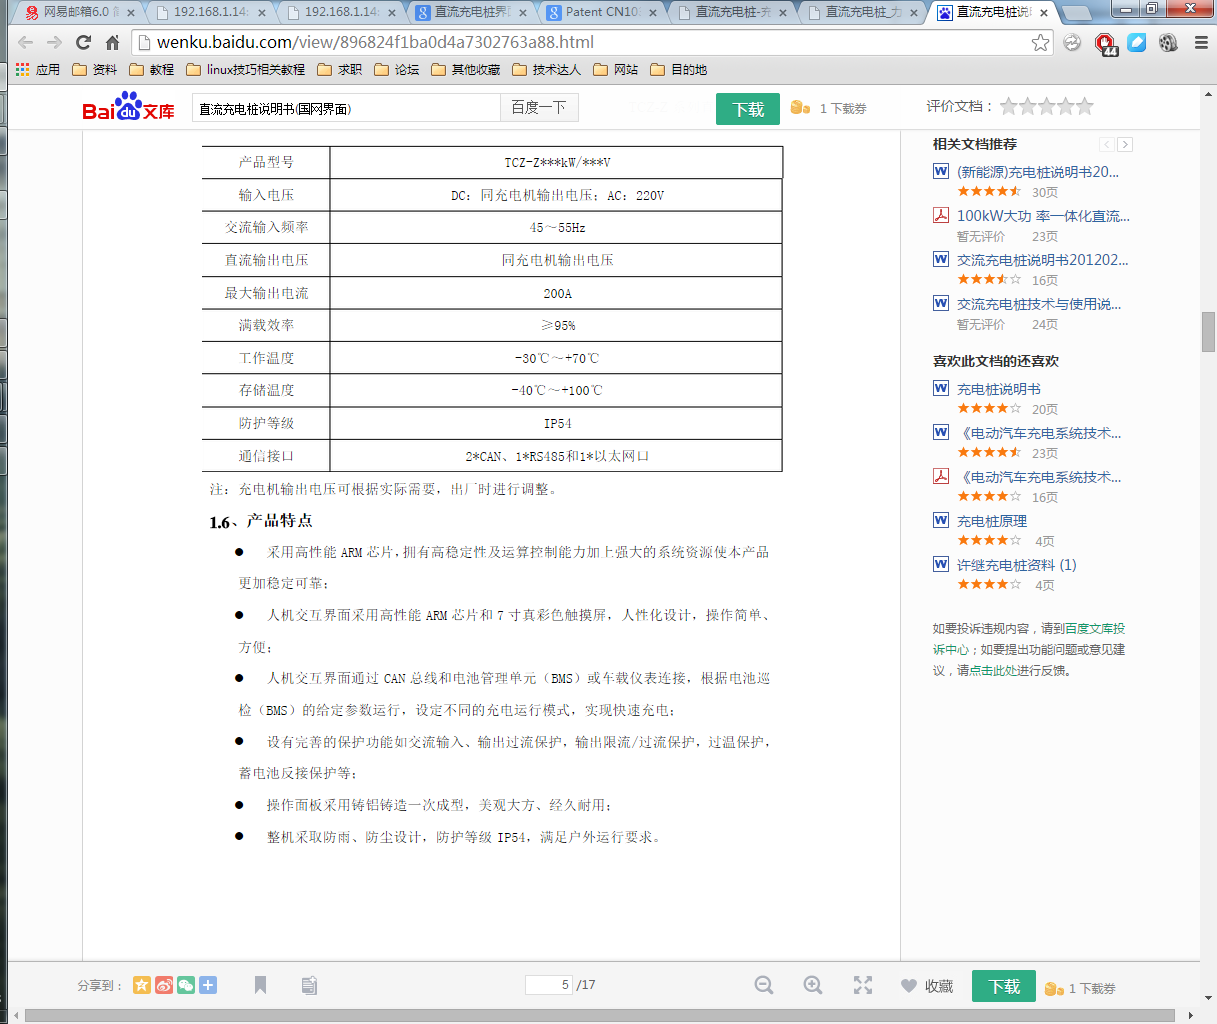 网易邮箱6.0 简
192.168.1.14:
192.168.1.14:
直流充电桩界面
Patent CN10
直流充电桩-充
直流充电桩_力
直流充电桩说明
wenku.baidu.com/view/896824f1ba0d4a7302763a88.html
44
应用 资料 教程 linux技巧相关教程 求职 论坛 其他收藏 技术达人 网站 目的地
Bai du 文库 直流充电桩说明书(国网界面) 百度一下 下载 1 下载券 评价文档：
产品型号 TCZ-Z***kW/***V
输入电压 DC：同充电机输出电压；AC：220V
交流输入频率 45～55Hz
直流输出电压 同充电机输出电压
最大输出电流 200A
满载效率 ≥95%
工作温度 -30℃～+70℃
存储温度 -40℃～+100℃
防护等级 IP54
通信接口 2*CAN、1*RS485和1*以太网口
注：充电机输出电压可根据实际需要，出厂时进行调整。
1.6、产品特点
● 采用高性能 ARM 芯片，拥有高稳定性及运算控制能力加上强大的系统资源使本产品
更加稳定可靠；
● 人机交互界面采用高性能 ARM 芯片和 7 寸真彩色触摸屏，人性化设计，操作简单、
方便；
● 人机交互界面通过 CAN 总线和电池管理单元（BMS）或车载仪表连接，根据电池巡
检（BMS）的给定参数运行，设定不同的充电运行模式，实现快速充电；
● 设有完善的保护功能如交流输入、输出过流保护，输出限流/过流保护，过温保护，
蓄电池反接保护等；
● 操作面板采用铸铝铸造一次成型，美观大方、经久耐用；
● 整机采取防雨、防尘设计，防护等级 IP54，满足户外运行要求。
相关文档推荐
(新能源)充电桩说明书20...
30页
100kW大功 率一体化直流...
暂无评价 23页
交流充电桩说明书201202...
16页
交流充电桩技术与使用说...
暂无评价 24页
喜欢此文档的还喜欢
充电桩说明书
20页
《电动汽车充电系统技术...
23页
《电动汽车充电系统技术...
16页
充电桩原理
4页
许继充电桩资料 (1)
4页
如要投诉违规内容，请到百度文库投
诉中心；如要提出功能问题或意见建
议，请点击此处进行反馈。
分享到： 5 /17 收藏 下载 1 下载券